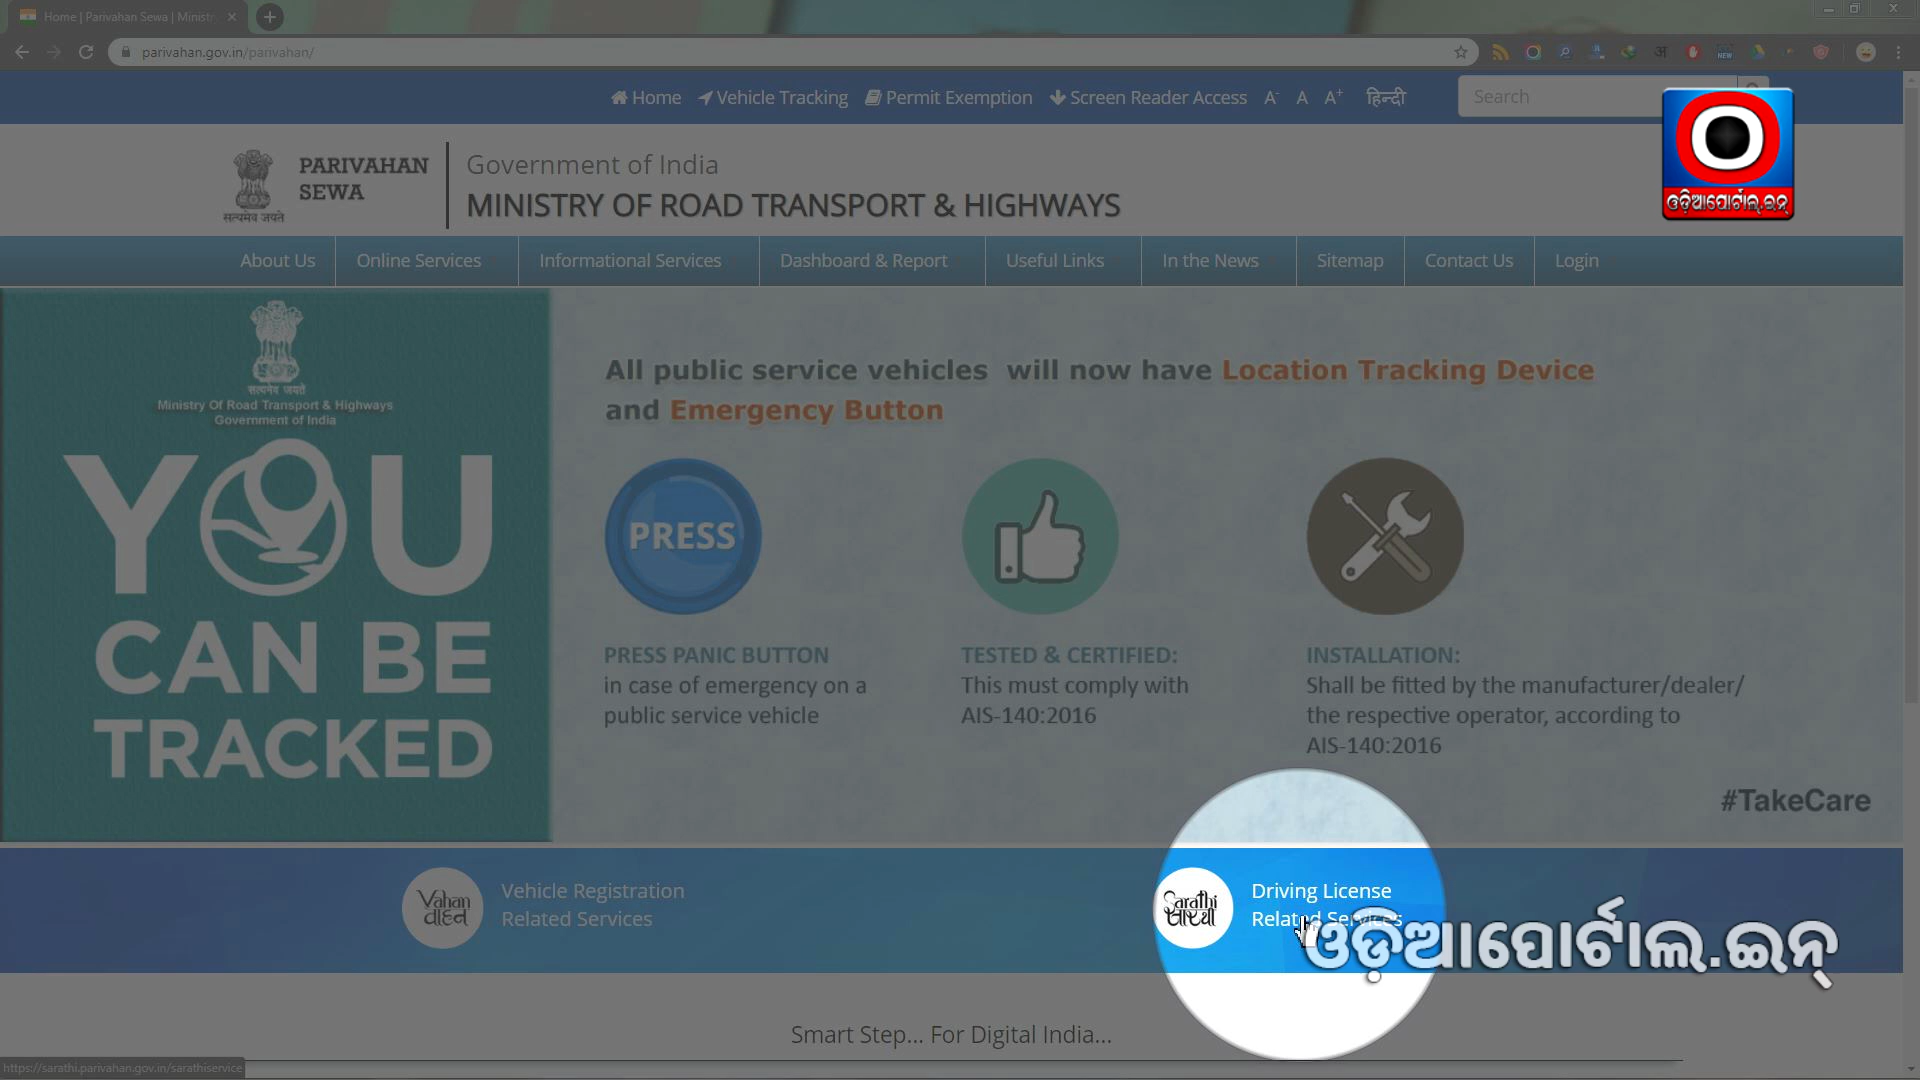 Home | Parivahan Sewa | Ministr
parivahan.gov.in/parivahan/
Home Vehicle Tracking Permit Exemption Screen Reader Access A- A A+ हिन्दी Search
ଓଡ଼ିଆପୋର୍ଟାଲ.ଇନ୍
PARIVAHAN
SEWA
सत्यमेव जयते
Government of India
MINISTRY OF ROAD TRANSPORT & HIGHWAYS
About Us Online Services Informational Services Dashboard & Report Useful Links In the News Sitemap Contact Us Login
सत्यमेव जयते
Ministry Of Road Transport & Highways
Government of India
YOU
CAN BE
TRACKED
All public service vehicles will now have Location Tracking Device
and Emergency Button
PRESS
PRESS PANIC BUTTON
in case of emergency on a
public service vehicle
TESTED & CERTIFIED:
This must comply with
AIS-140:2016
INSTALLATION:
Shall be fitted by the manufacturer/dealer/
the respective operator, according to
AIS-140:2016
#TakeCare
Vahan
वाहन
Vehicle Registration
Related Services
Sarathi
सारथी
Driving License
Related Services
ଓଡ଼ିଆପୋର୍ଟାଲ.ଇନ୍
Smart Step... For Digital India...
https://sarathi.parivahan.gov.in/sarathiservice